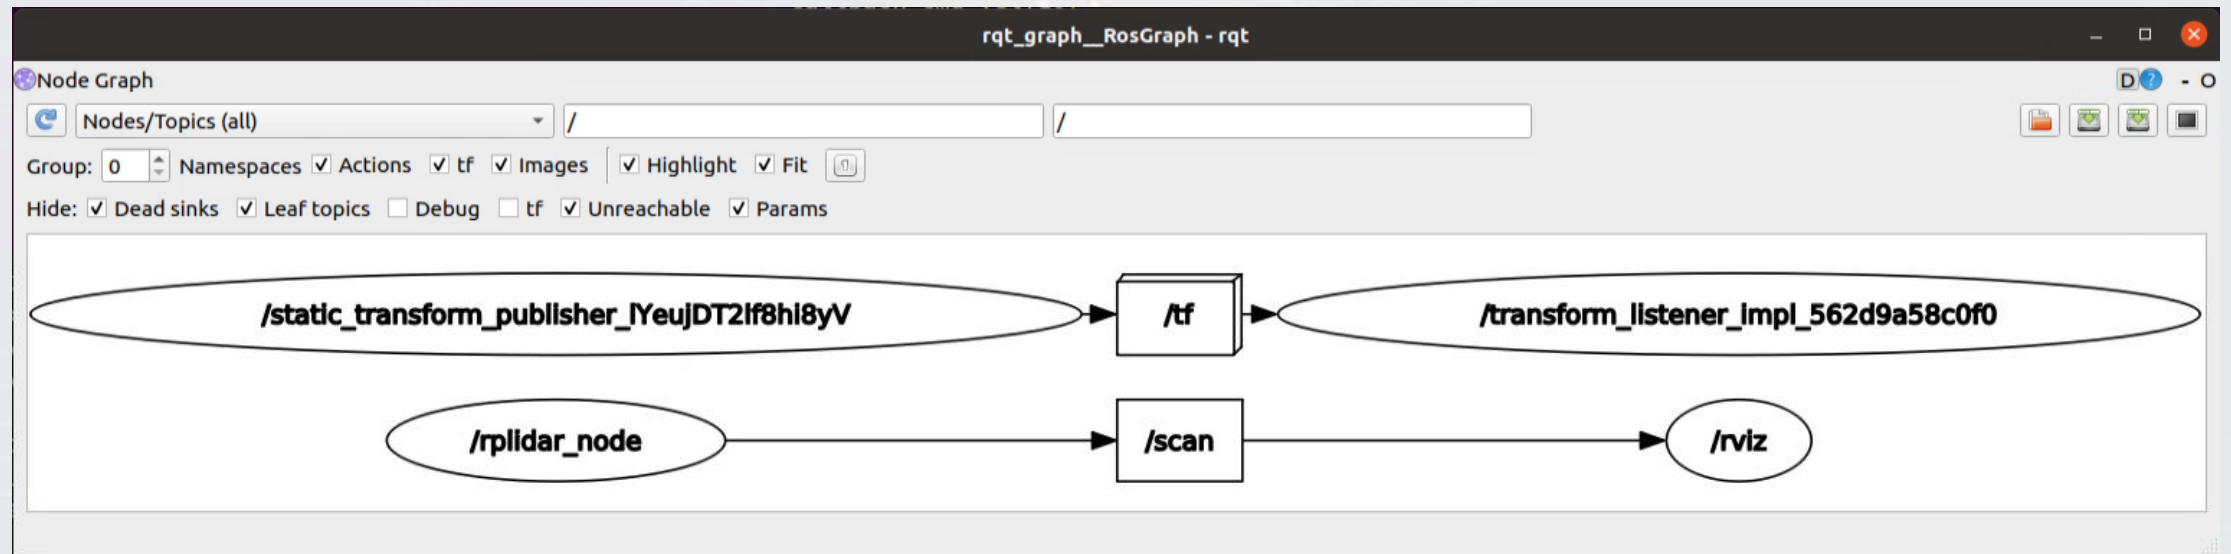 rqt_graph__RosGraph - rqt
Node Graph D ? - O
Nodes/Topics (all) / /
Group: 0 Namespaces Actions tf Images Highlight Fit
Hide: Dead sinks Leaf topics Debug tf Unreachable Params
/static_transform_publisher_lYeujDT2lf8hi8yV /tf /transform_listener_impl_562d9a58c0f0
/rplidar_node /scan /rviz